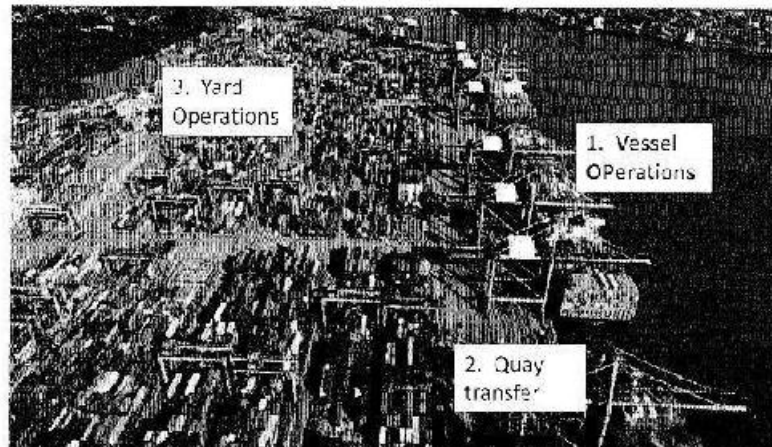 3. Yard
Operations
1. Vessel
OPerations
2. Quay
transfer